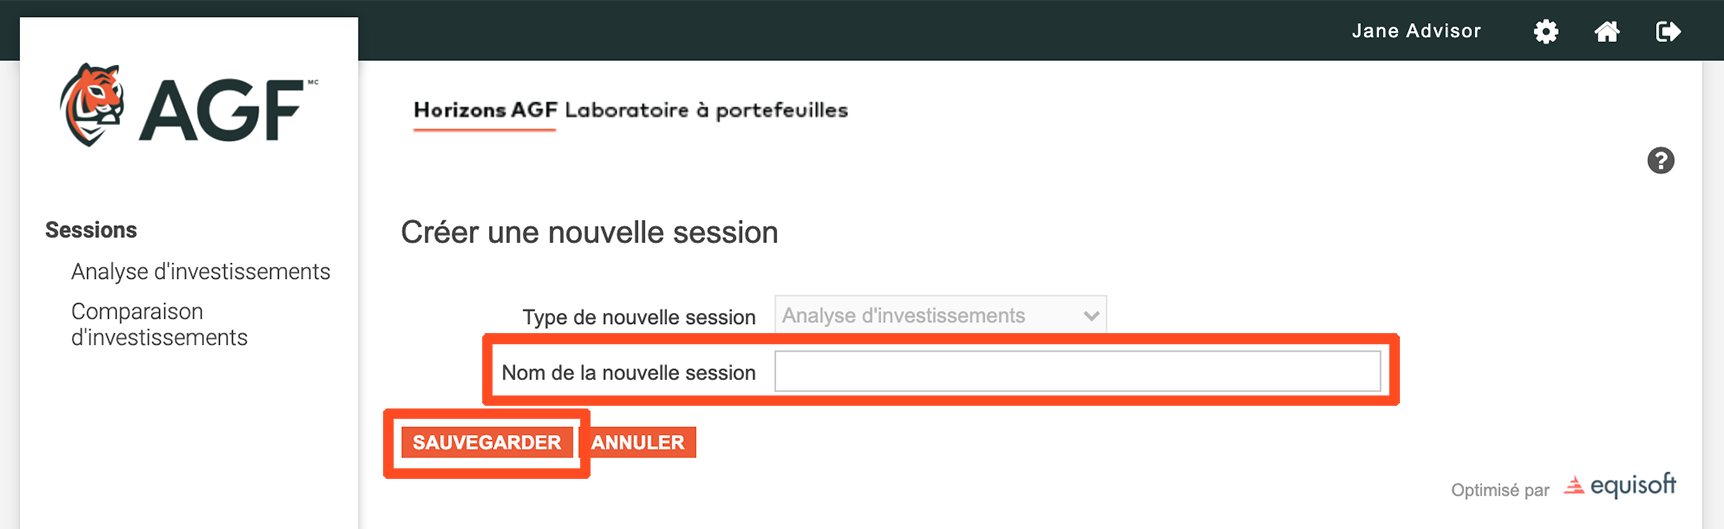 Jane Advisor
AGF MC
Horizons AGF Laboratoire à portefeuilles
?
Sessions
Analyse d'investissements
Comparaison
d'investissements
Créer une nouvelle session
Type de nouvelle session Analyse d'investissements
Nom de la nouvelle session
SAUVEGARDER ANNULER
Optimisé par equisoft